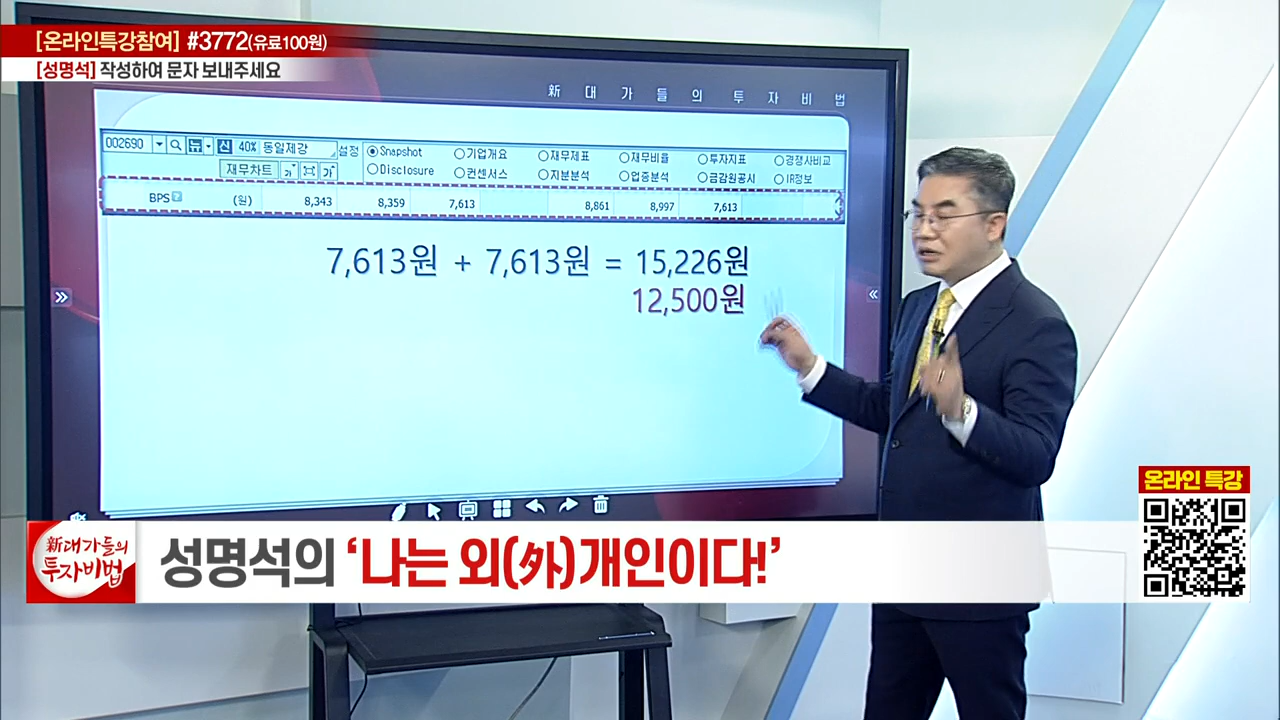 [온라인특강참여] #3772(유료100원)
[성명석] 작성하여 문자 보내주세요
新 대 가 들 의 투 자 비 법
002690 뉴 신 40% 동일제강 설정 Snapshot 기업개요 재무제표 재무비율 투자지표 경쟁사비교
재무차트 가 가 Disclosure 컨센서스 지분분석 업종분석 금감원공시 IR정보
BPS (원) 8,343 8,359 7,613 8,861 8,997 7,613
7,613원 + 7,613원 = 15,226원
12,500원
온라인 특강
新대가들의
투자비법
성명석의 ‘나는 외(外)개인이다!’